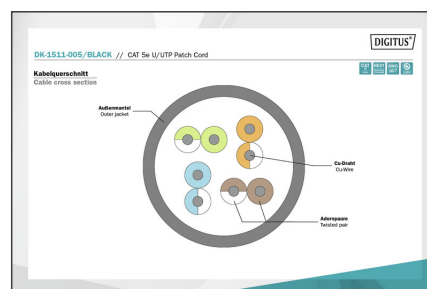 DIGITUS®
DK-1511-005/BLACK // CAT 5e U/UTP Patch Cord
Kabelquerschnitt
Cable cross section
Außenmantel
Outer jacket
Cu-Draht
Cu-Wire
Adernpaare
Twisted pair